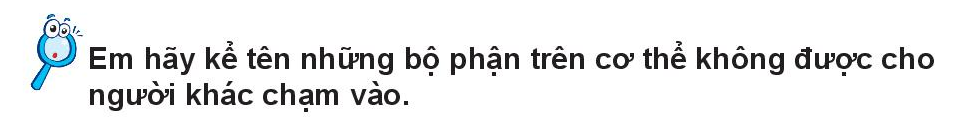 Em hãy kể tên những bộ phận trên cơ thể không được cho
người khác chạm vào.